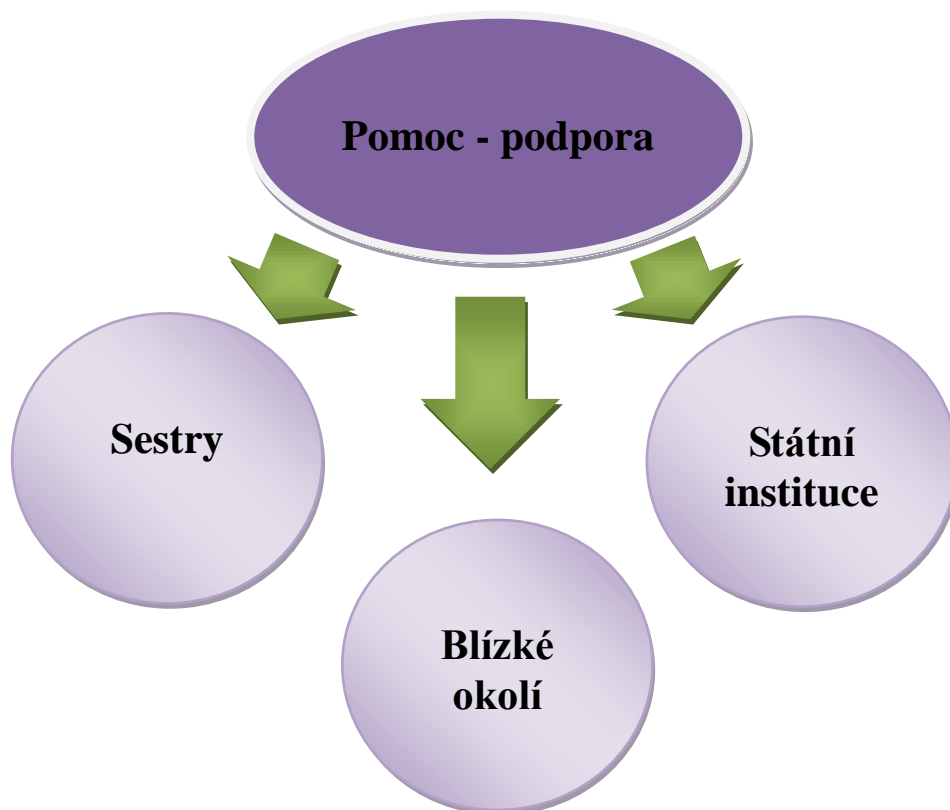 Pomoc - podpora
Sestry
Státní
instituce
Blízké
okolí